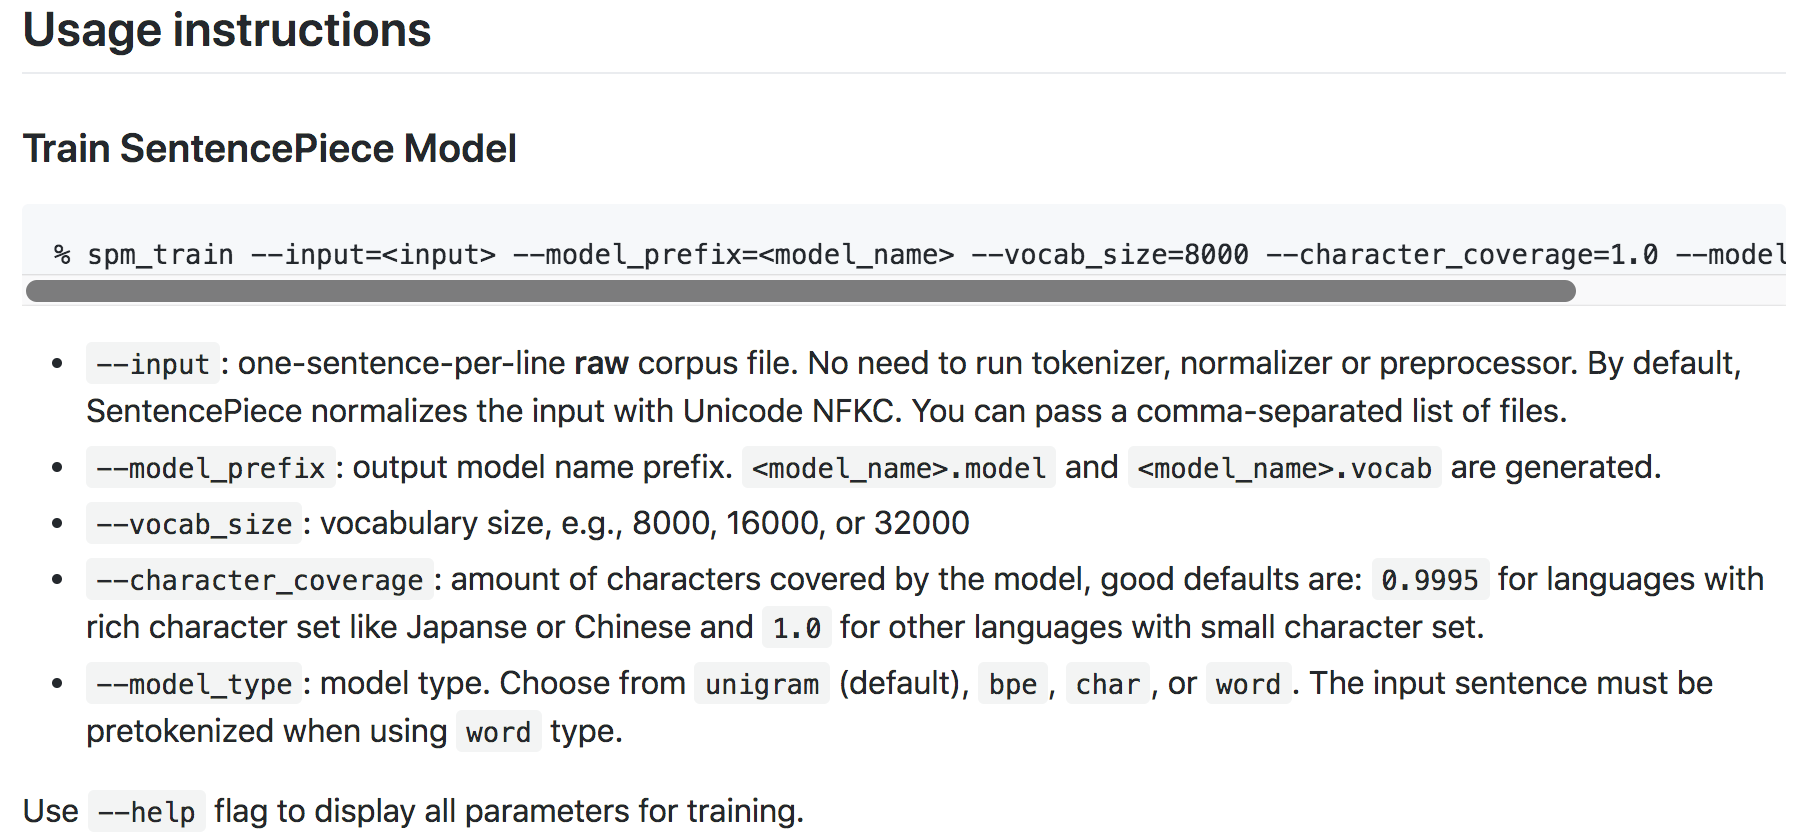 Usage instructions
Train SentencePiece Model
% spm_train --input=<input> --model_prefix=<model_name> --vocab_size=8000 --character_coverage=1.0 --model
• --input: one-sentence-per-line raw corpus file. No need to run tokenizer, normalizer or preprocessor. By default,
SentencePiece normalizes the input with Unicode NFKC. You can pass a comma-separated list of files.
• --model_prefix: output model name prefix. <model_name>.model and <model_name>.vocab are generated.
• --vocab_size: vocabulary size, e.g., 8000, 16000, or 32000
• --character_coverage: amount of characters covered by the model, good defaults are: 0.9995 for languages with
rich character set like Japanse or Chinese and 1.0 for other languages with small character set.
• --model_type: model type. Choose from unigram (default), bpe, char, or word. The input sentence must be
pretokenized when using word type.
Use --help flag to display all parameters for training.